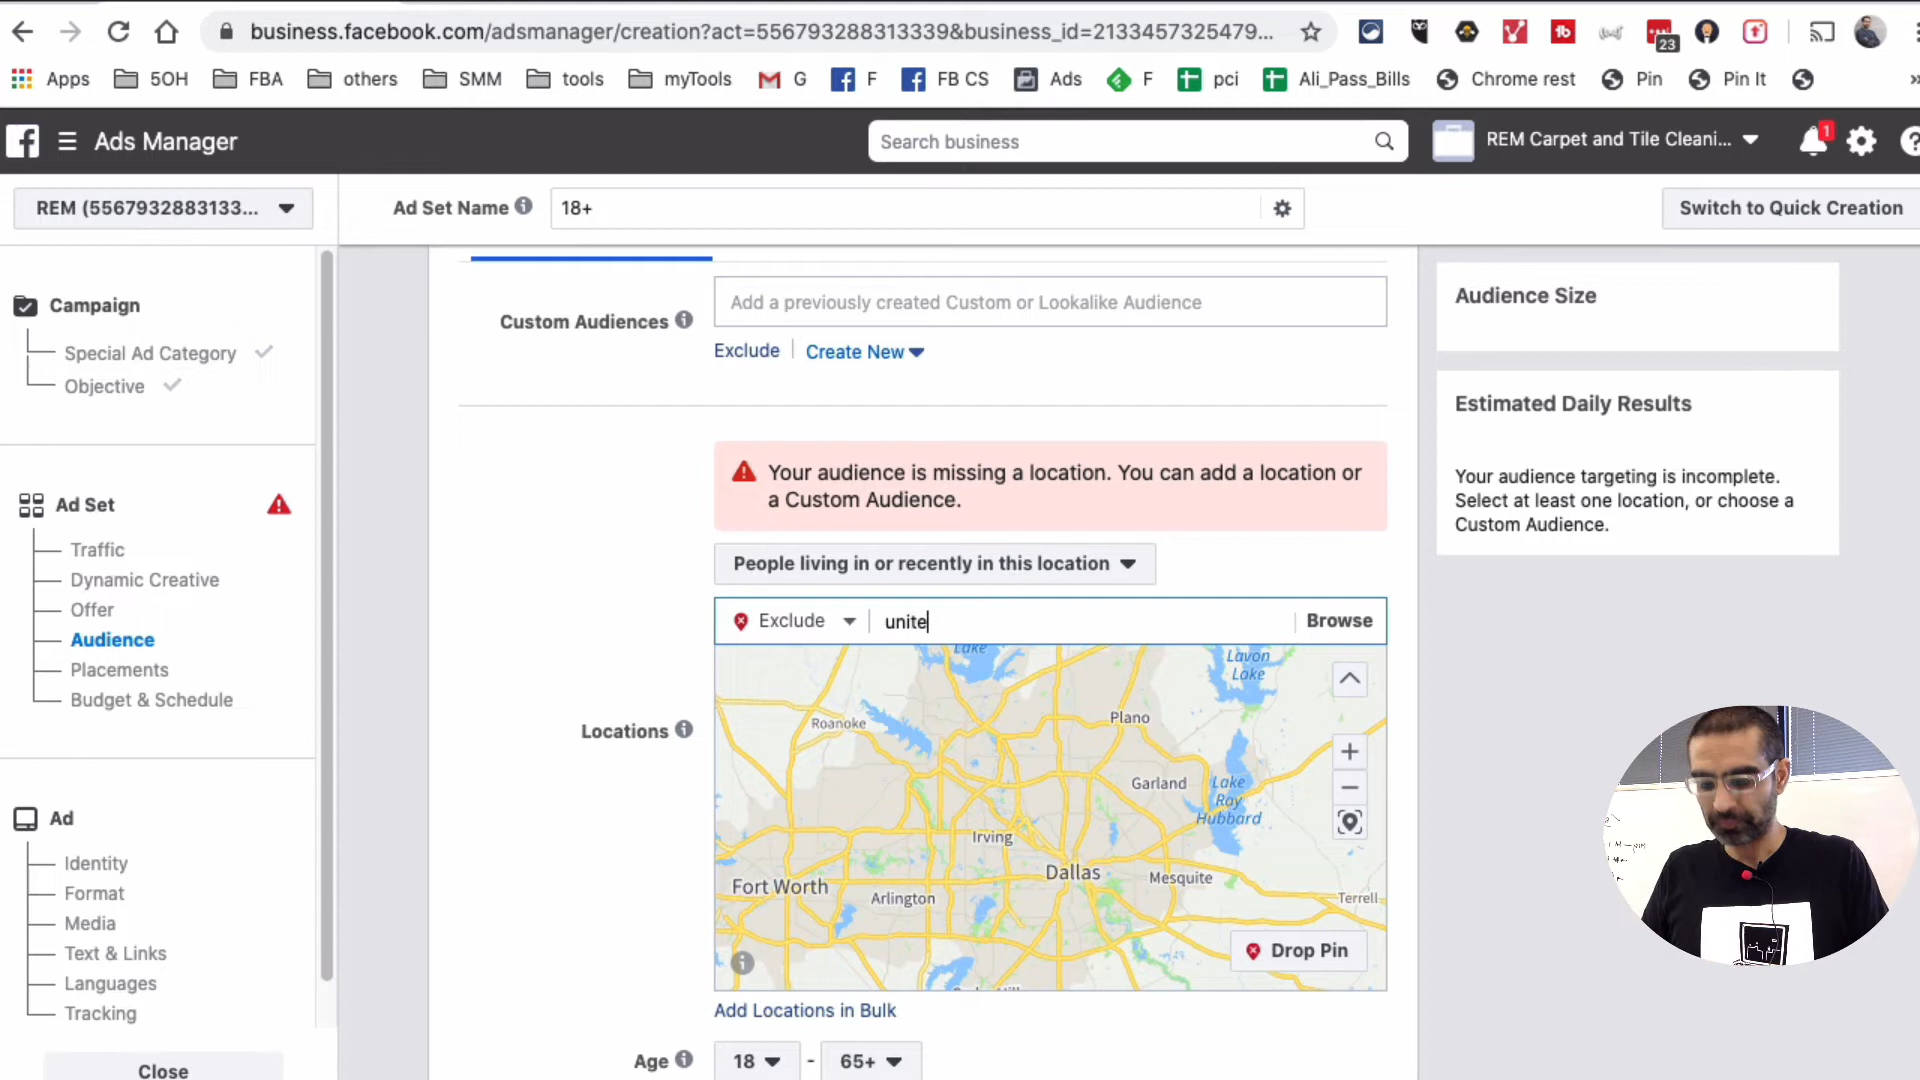 business.facebook.com/adsmanager/creation?act=556793288313339&business_id=2133457325479...
23
Apps 5OH FBA others SMM tools myTools G F FB CS Ads F pci Ali_Pass_Bills Chrome rest Pin Pin It »
Ads Manager
Search business
REM Carpet and Tile Cleani...
1
REM (5567932883133...
Ad Set Name
18+
Switch to Quick Creation
Campaign
Special Ad Category
Objective
Ad Set
Traffic
Dynamic Creative
Offer
Audience
Placements
Budget & Schedule
Ad
Identity
Format
Media
Text & Links
Languages
Tracking
Close
Custom Audiences
Add a previously created Custom or Lookalike Audience
Exclude
Create New
Your audience is missing a location. You can add a location or
a Custom Audience.
People living in or recently in this location
Exclude
unite
Browse
Locations
Lake
Lavon
Lake
Roanoke
Plano
Garland
Lake
Ray
Hubbard
Irving
Dallas
Mesquite
Fort Worth
Arlington
Terrell
Drop Pin
Add Locations in Bulk
Age
18 - 65+
Audience Size
Estimated Daily Results
Your audience targeting is incomplete.
Select at least one location, or choose a
Custom Audience.